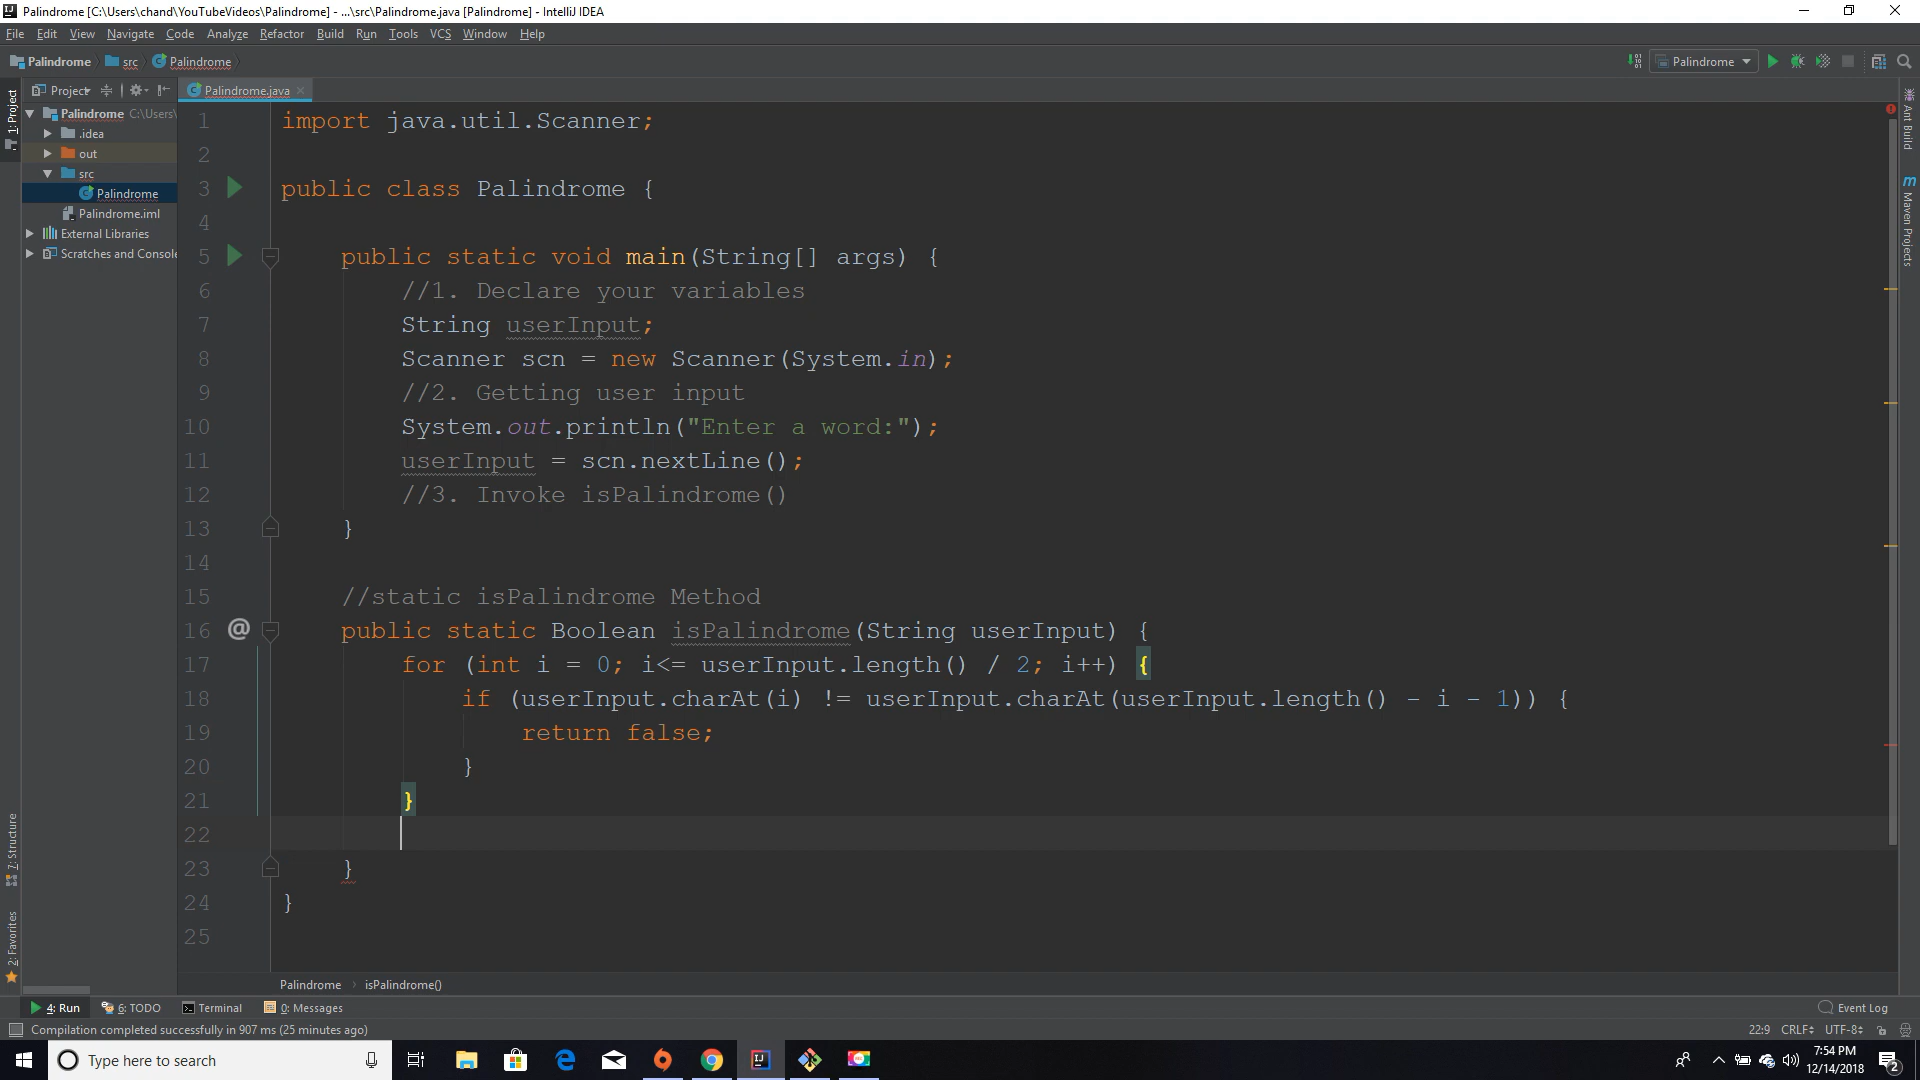 Palindrome [C:\Users\chand\YouTubeVideos\Palindrome] - ...\src\Palindrome.java [Palindrome] - IntelliJ IDEA
File Edit View Navigate Code Analyze Refactor Build Run Tools VCS Window Help
Palindrome src Palindrome
Palindrome
Project
Palindrome.java
1: Project
Palindrome C:\Users\
.idea
out
src
Palindrome
Palindrome.iml
External Libraries
Scratches and Console
1 import java.util.Scanner;
2
3 public class Palindrome {
4
5 public static void main(String[] args) {
6 //1. Declare your variables
7 String userInput;
8 Scanner scn = new Scanner(System.in);
9 //2. Getting user input
10 System.out.println("Enter a word:");
11 userInput = scn.nextLine();
12 //3. Invoke isPalindrome()
13 }
14
15 //static isPalindrome Method
16 @ public static Boolean isPalindrome(String userInput) {
17 for (int i = 0; i<= userInput.length() / 2; i++) {
18 if (userInput.charAt(i) != userInput.charAt(userInput.length() - i - 1)) {
19 return false;
20 }
21 }
22
23 }
24 }
25
Ant Build
m Maven Projects
7: Structure
2: Favorites
Palindrome isPalindrome()
4: Run 6: TODO Terminal 0: Messages Event Log
Compilation completed successfully in 907 ms (25 minutes ago) 22:9 CRLF UTF-8
Type here to search
7:54 PM
12/14/2018
2